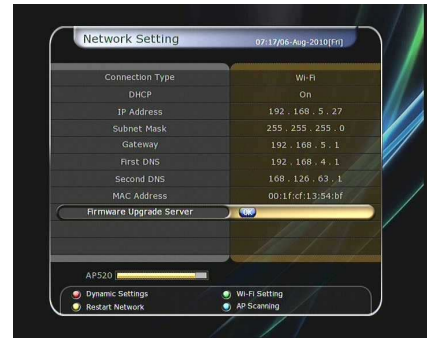 Network Setting 07:17/06-Aug-2010[Fri]
Connection Type Wi-Fi
DHCP On
IP Address 192 . 168 . 5 . 27
Subnet Mask 255 . 255 . 255 . 0
Gateway 192 . 168 . 5 . 1
First DNS 192 . 168 . 4 . 1
Second DNS 168 . 126 . 63 . 1
MAC Address 00:1f:cf:13:54:bf
Firmware Upgrade Server OK
AP520
Dynamic Settings Wi-Fi Setting
Restart Network AP Scanning